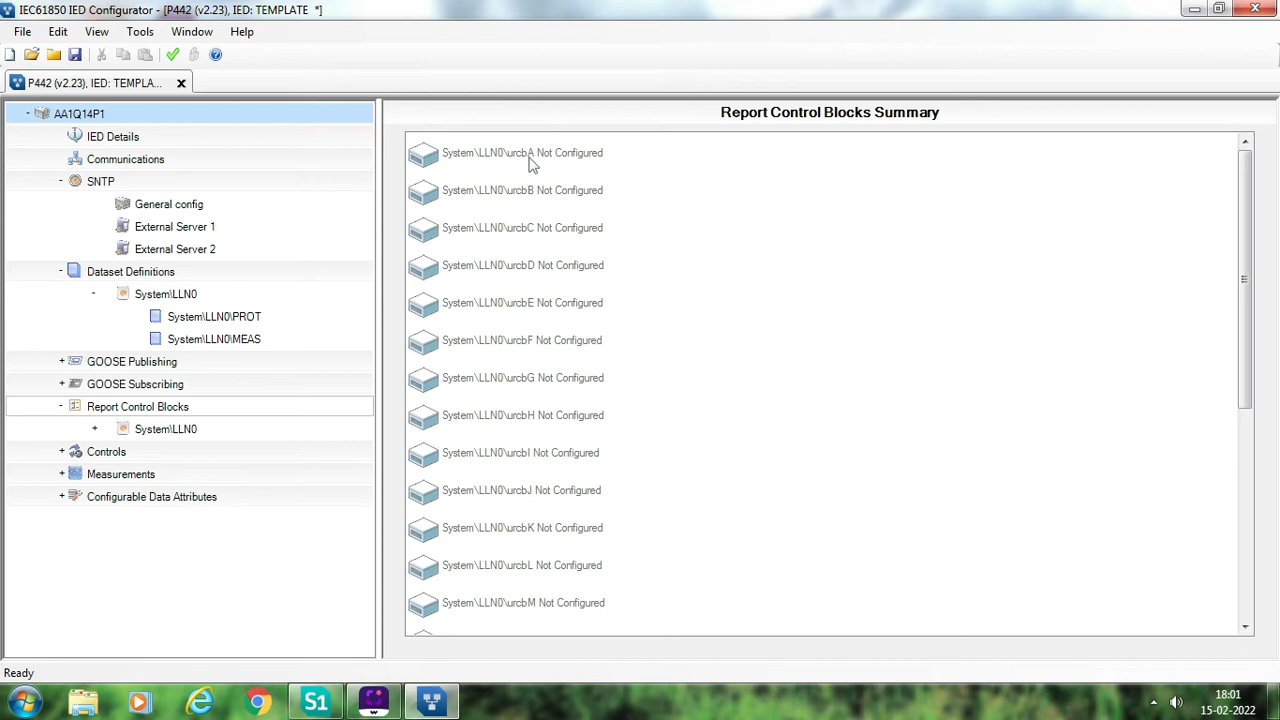 IEC61850 IED Configurator - [P442 (v2.23), IED: TEMPLATE *]
File Edit View Tools Window Help
P442 (v2.23), IED: TEMPLA...
AA1Q14P1
IED Details
Communications
SNTP
General config
External Server 1
External Server 2
Dataset Definitions
System\LLN0
System\LLN0\PROT
System\LLN0\MEAS
GOOSE Publishing
GOOSE Subscribing
Report Control Blocks
System\LLN0
Controls
Measurements
Configurable Data Attributes
Report Control Blocks Summary
System\LLN0\urcbA Not Configured
System\LLN0\urcbB Not Configured
System\LLN0\urcbC Not Configured
System\LLN0\urcbD Not Configured
System\LLN0\urcbE Not Configured
System\LLN0\urcbF Not Configured
System\LLN0\urcbG Not Configured
System\LLN0\urcbH Not Configured
System\LLN0\urcbI Not Configured
System\LLN0\urcbJ Not Configured
System\LLN0\urcbK Not Configured
System\LLN0\urcbL Not Configured
System\LLN0\urcbM Not Configured
Ready
S1
18:01
15-02-2022